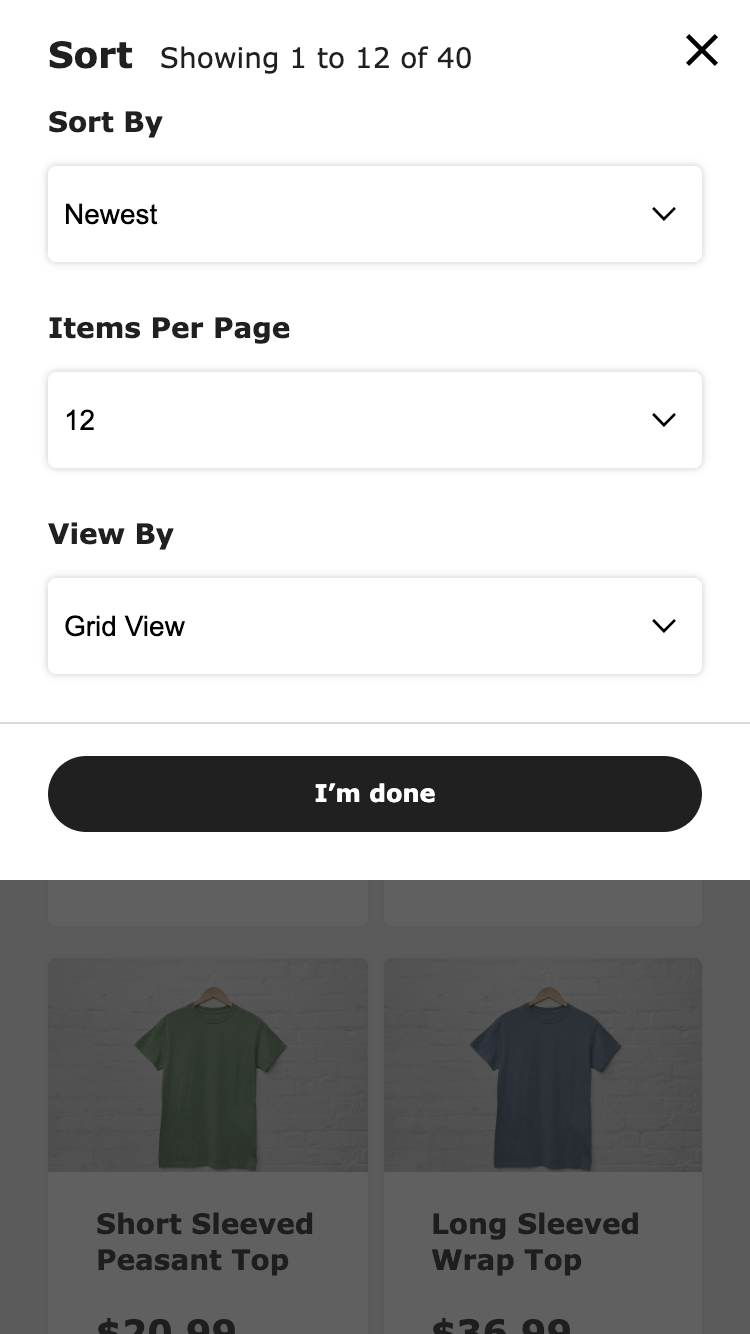 Sort Showing 1 to 12 of 40
Sort By
Newest
Items Per Page
12
View By
Grid View
I’m done
Short Sleeved
Peasant Top
Long Sleeved
Wrap Top
$20.99
$36.99